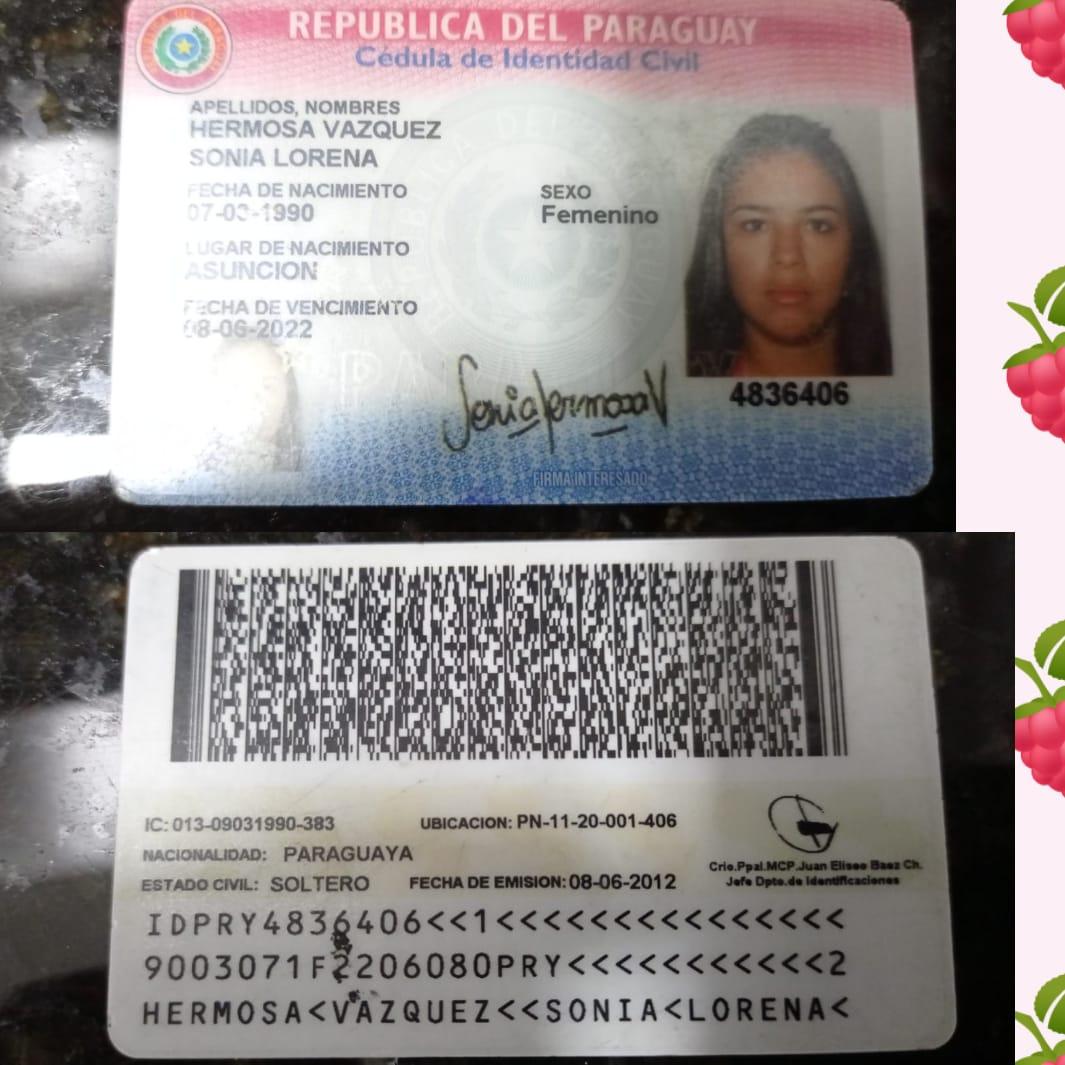 REPUBLICA DEL PARAGUAY
Cédula de Identidad Civil
APELLIDOS, NOMBRES
HERMOSA VAZQUEZ
SONIA LORENA
FECHA DE NACIMIENTO
07-03-1990
SEXO
Femenino
LUGAR DE NACIMIENTO
ASUNCION
FECHA DE VENCIMIENTO
08-06-2022
4836406
FIRMA INTERESADO
IC: 013-09031990-383
UBICACION: PN-11-20-001-406
NACIONALIDAD: PARAGUAYA
ESTADO CIVIL: SOLTERO
FECHA DE EMISION: 08-06-2012
Crio.Ppal.MCP.Juan Eliseo Baez Ch.
Jefe Dpto.de Identificaciones
IDPRY4836406<<1<<<<<<<<<<<<<<<
9003071F2206080PRY<<<<<<<<<<<2
HERMOSA<VAZQUEZ<<SONIA<LORENA<